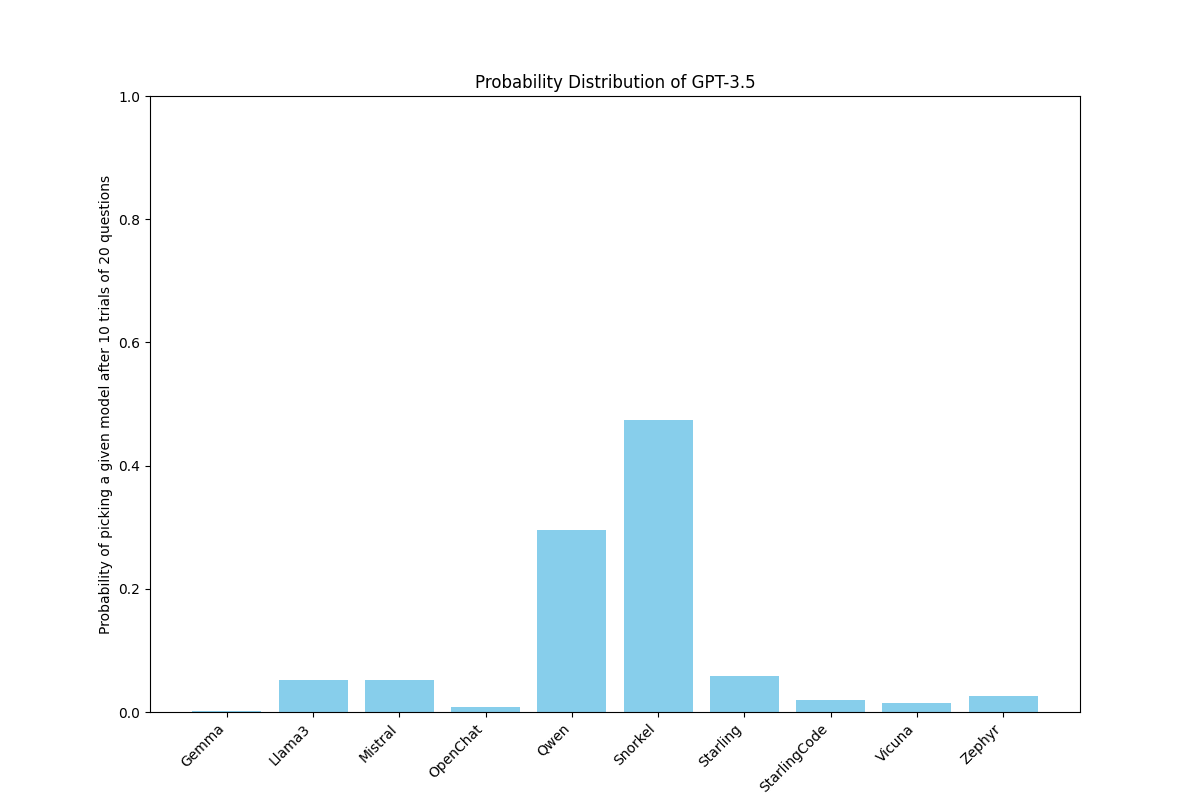 Probability Distribution of GPT-3.5
Probability of picking a given model after 10 trials of 20 questions
1.0
0.8
0.6
0.4
0.2
0.0
Gemma
Llama3
Mistral
OpenChat
Qwen
Snorkel
Starling
StarlingCode
Vicuna
Zephyr